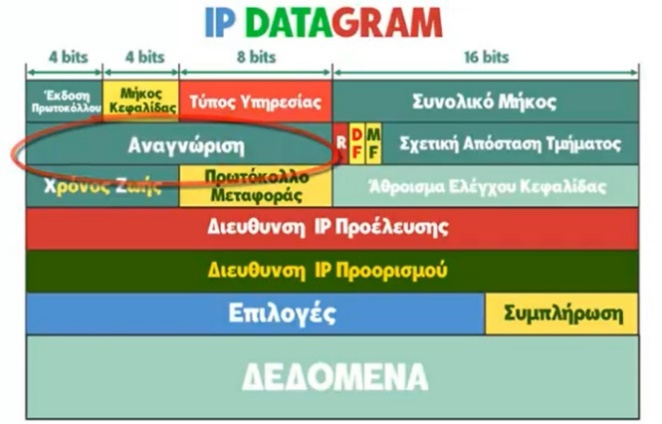 IP DATAGRAM
4 bits 4 bits 8 bits 16 bits
Έκδοση Πρωτοκόλλου
Μήκος Κεφαλίδας
Τύπος Υπηρεσίας
Συνολικό Μήκος
Αναγνώριση
R
DF
MF
Σχετική Απόσταση Τμήματος
Χρόνος Ζωής
Πρωτόκολλο Μεταφοράς
Άθροισμα Ελέγχου Κεφαλίδας
Διευθυνση IP Προέλευσης
Διευθυνση IP Προορισμού
Επιλογές
Συμπλήρωση
ΔΕΔΟΜΕΝΑ